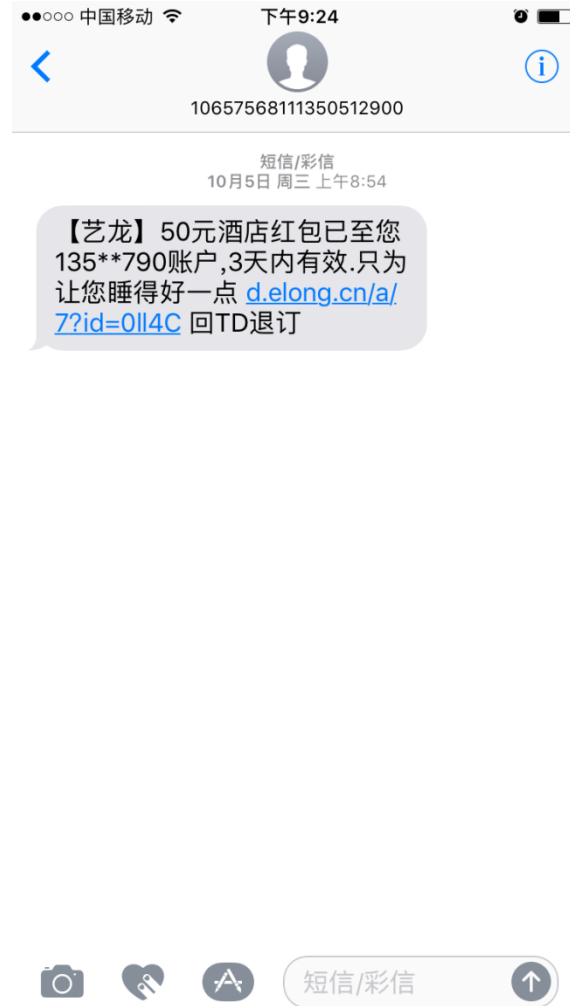 中国移动 下午9:24
10657568111350512900
短信/彩信
10月5日 周三 上午8:54
【艺龙】50元酒店红包已至您
135**790账户,3天内有效.只为
让您睡得好一点 d.elong.cn/a/
7?id=0ll4C 回TD退订
短信/彩信